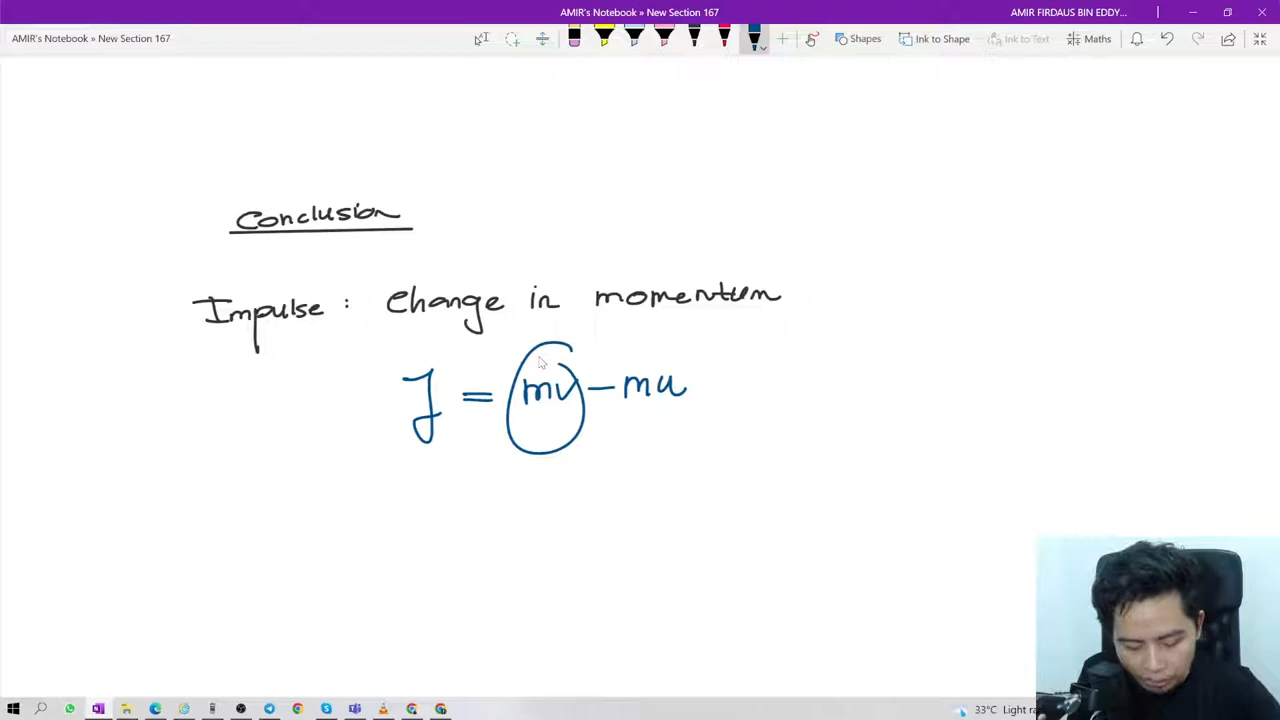 AMIR's Notebook » New Section 167
AMIR FIRDAUS BIN EDDY...
AMIR's Notebook » New Section 167
Shapes
Ink to Shape
Ink to Text
Maths
Conclusion
Impulse : Change in momentum
J = mv - mu
33°C Light ra